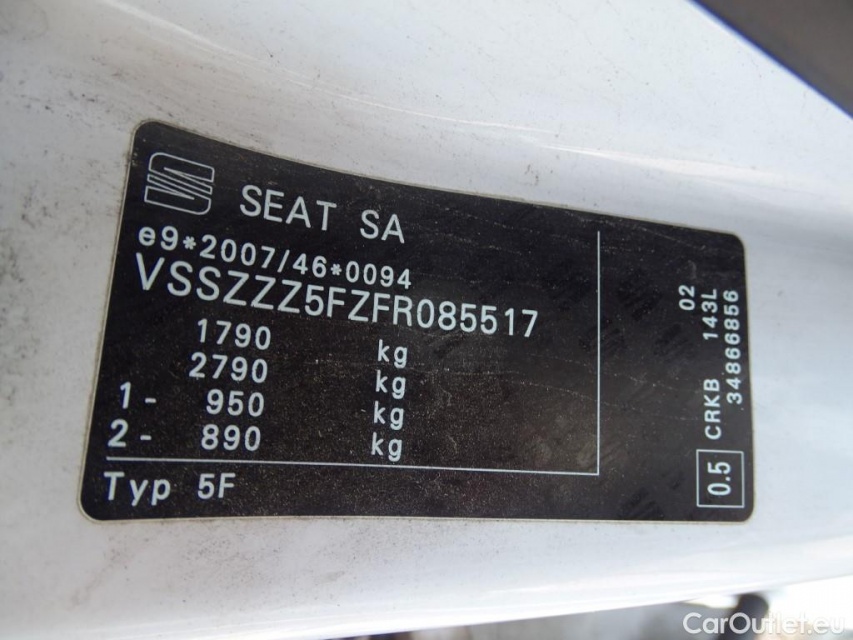 SEAT SA
e9*2007/46*0094
VSSZZZ5FZFR085517
1790 kg
2790 kg
1- 950 kg
2- 890 kg
Typ 5F
02
CRKB 143L
34866856
0.5
CarOutlet.eu